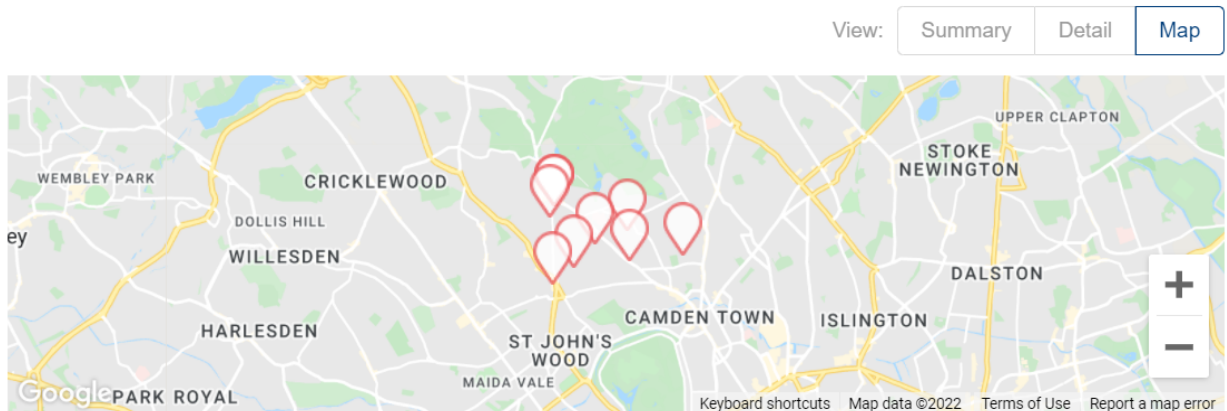 View: Summary Detail Map
UPPER CLAPTON
STOKE
NEWINGTON
WEMBLEY PARK
CRICKLEWOOD
DOLLIS HILL
ey
WILLESDEN
DALSTON
HARLESDEN
CAMDEN TOWN
ISLINGTON
ST JOHN'S
WOOD
MAIDA VALE
Google
PARK ROYAL
Keyboard shortcuts Map data ©2022 Terms of Use Report a map error